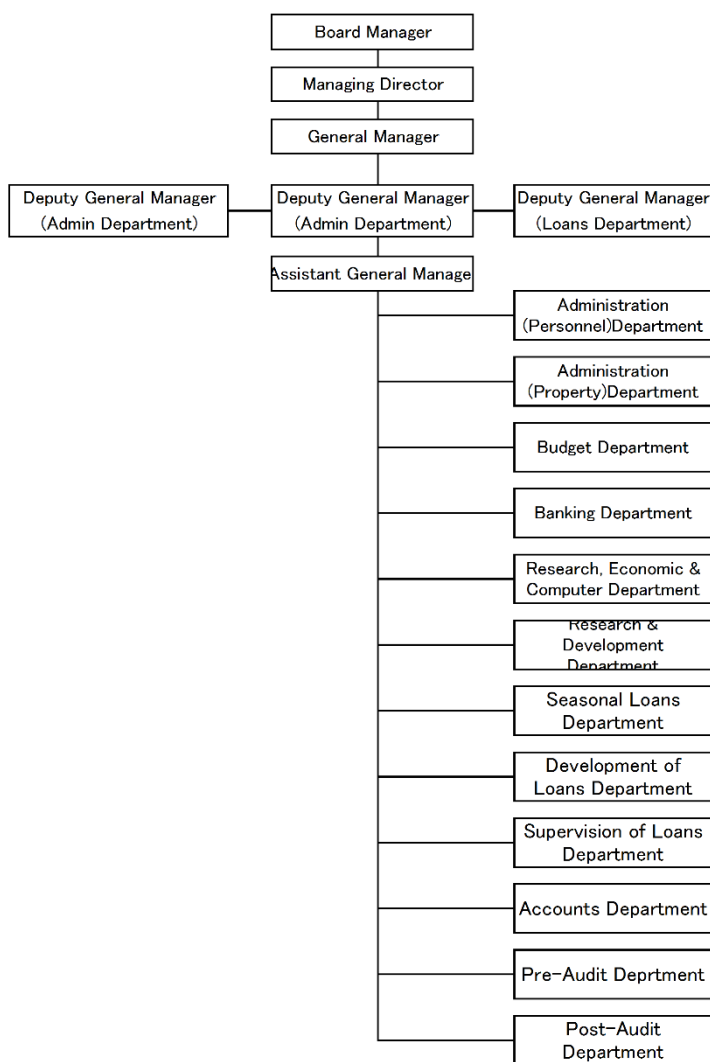 Board Manager
Managing Director
General Manager
Deputy General Manager
(Admin Department)
Deputy General Manager
(Admin Department)
Deputy General Manager
(Loans Department)
Assistant General Manage
Administration
(Personnel)Department
Administration
(Property)Department
Budget Department
Banking Department
Research, Economic &
Computer Department
Research &
Development
Department
Seasonal Loans
Department
Development of
Loans Department
Supervision of Loans
Department
Accounts Department
Pre-Audit Deprtment
Post-Audit
Department